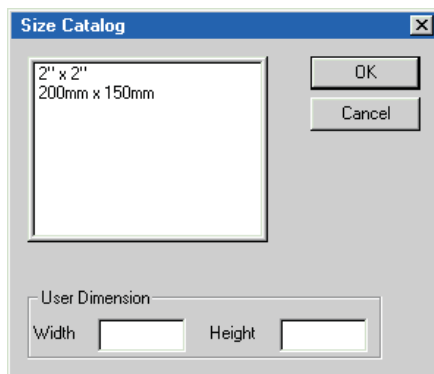 Size Catalog
2" x 2"
200mm x 150mm
OK
Cancel
User Dimension
Width
Height